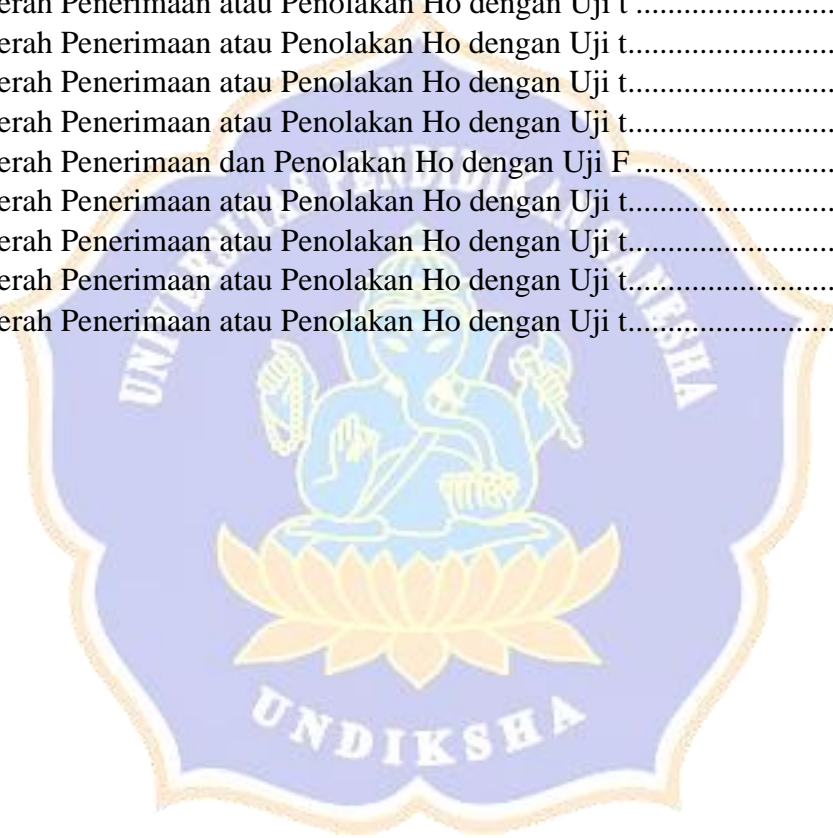 erah Penerimaan atau Penolakan Ho dengan Uji t ........................
erah Penerimaan atau Penolakan Ho dengan Uji t.........................
erah Penerimaan atau Penolakan Ho dengan Uji t.........................
erah Penerimaan atau Penolakan Ho dengan Uji t.........................
erah Penerimaan dan Penolakan Ho dengan Uji F ........................
erah Penerimaan atau Penolakan Ho dengan Uji t.........................
erah Penerimaan atau Penolakan Ho dengan Uji t.........................
erah Penerimaan atau Penolakan Ho dengan Uji t.........................
erah Penerimaan atau Penolakan Ho dengan Uji t.........................
UNIVERSITAS PENDIDIKAN GANESHA
UNDIKSHA